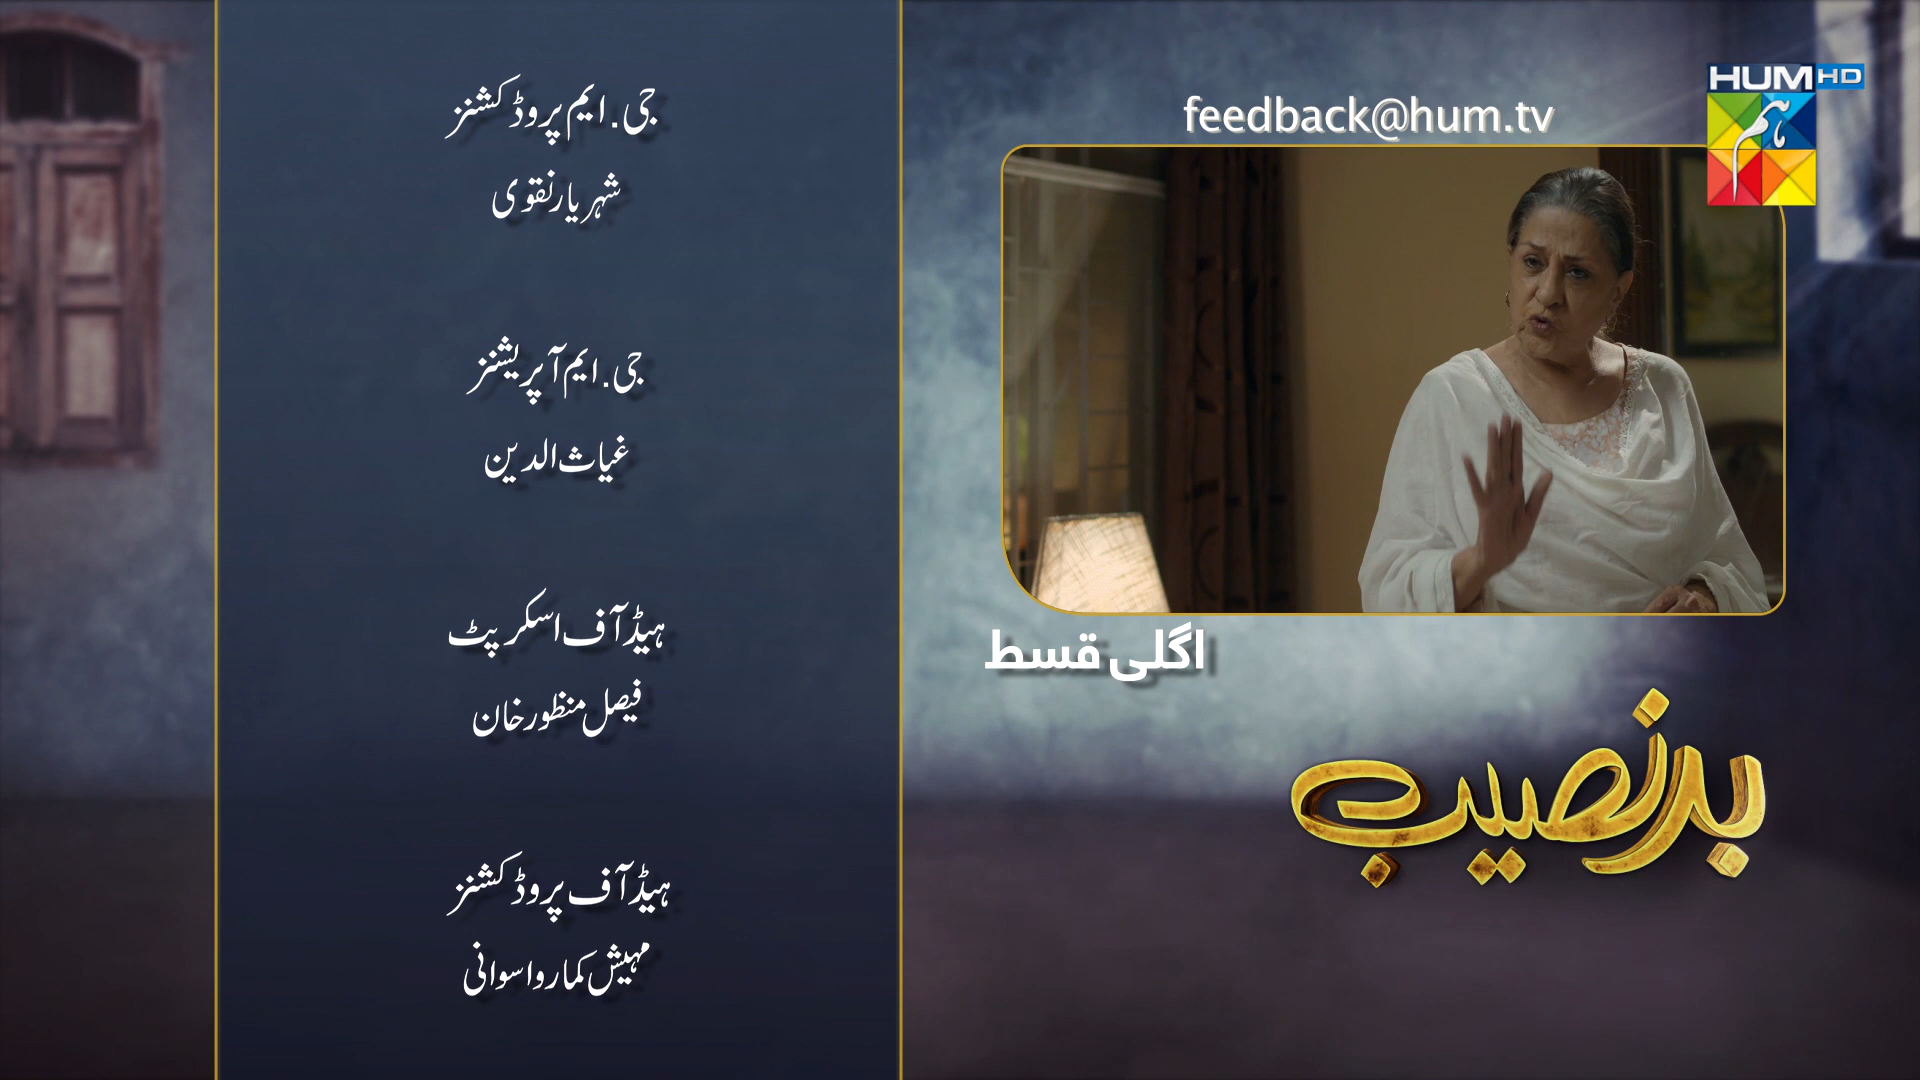 جی.ایم پروڈکشنز
شہریار نقوی
جی.ایم آپریشنز
غیاث الدین
ہیڈ آف اسکرپٹ
فیصل منظور خان
ہیڈ آف پروڈکشنز
مہیش کمار واسوانی
HUM HD
ہم
feedback@hum.tv
اگلی قسط
بدنصیب